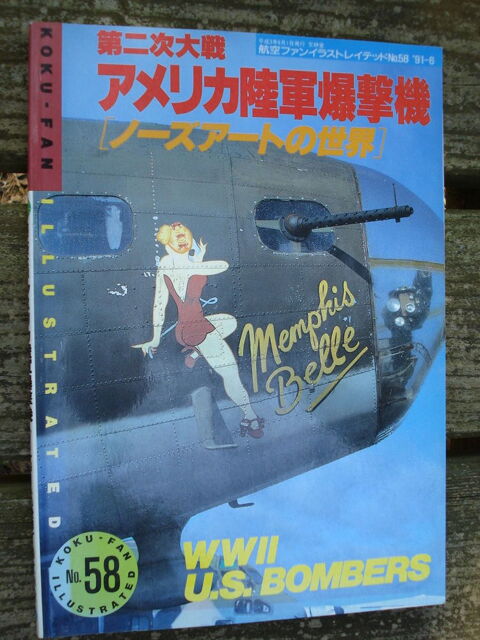 航空ファンイラストレイテッドNo.58 '91-6
第二次大戦
アメリカ陸軍爆撃機
[ノーズアートの世界]
KOKU-FAN ILLUSTRATED
Memphis
Belle
WWII
U.S. BOMBERS
KOKU-FAN
No.58
ILLUSTRATED